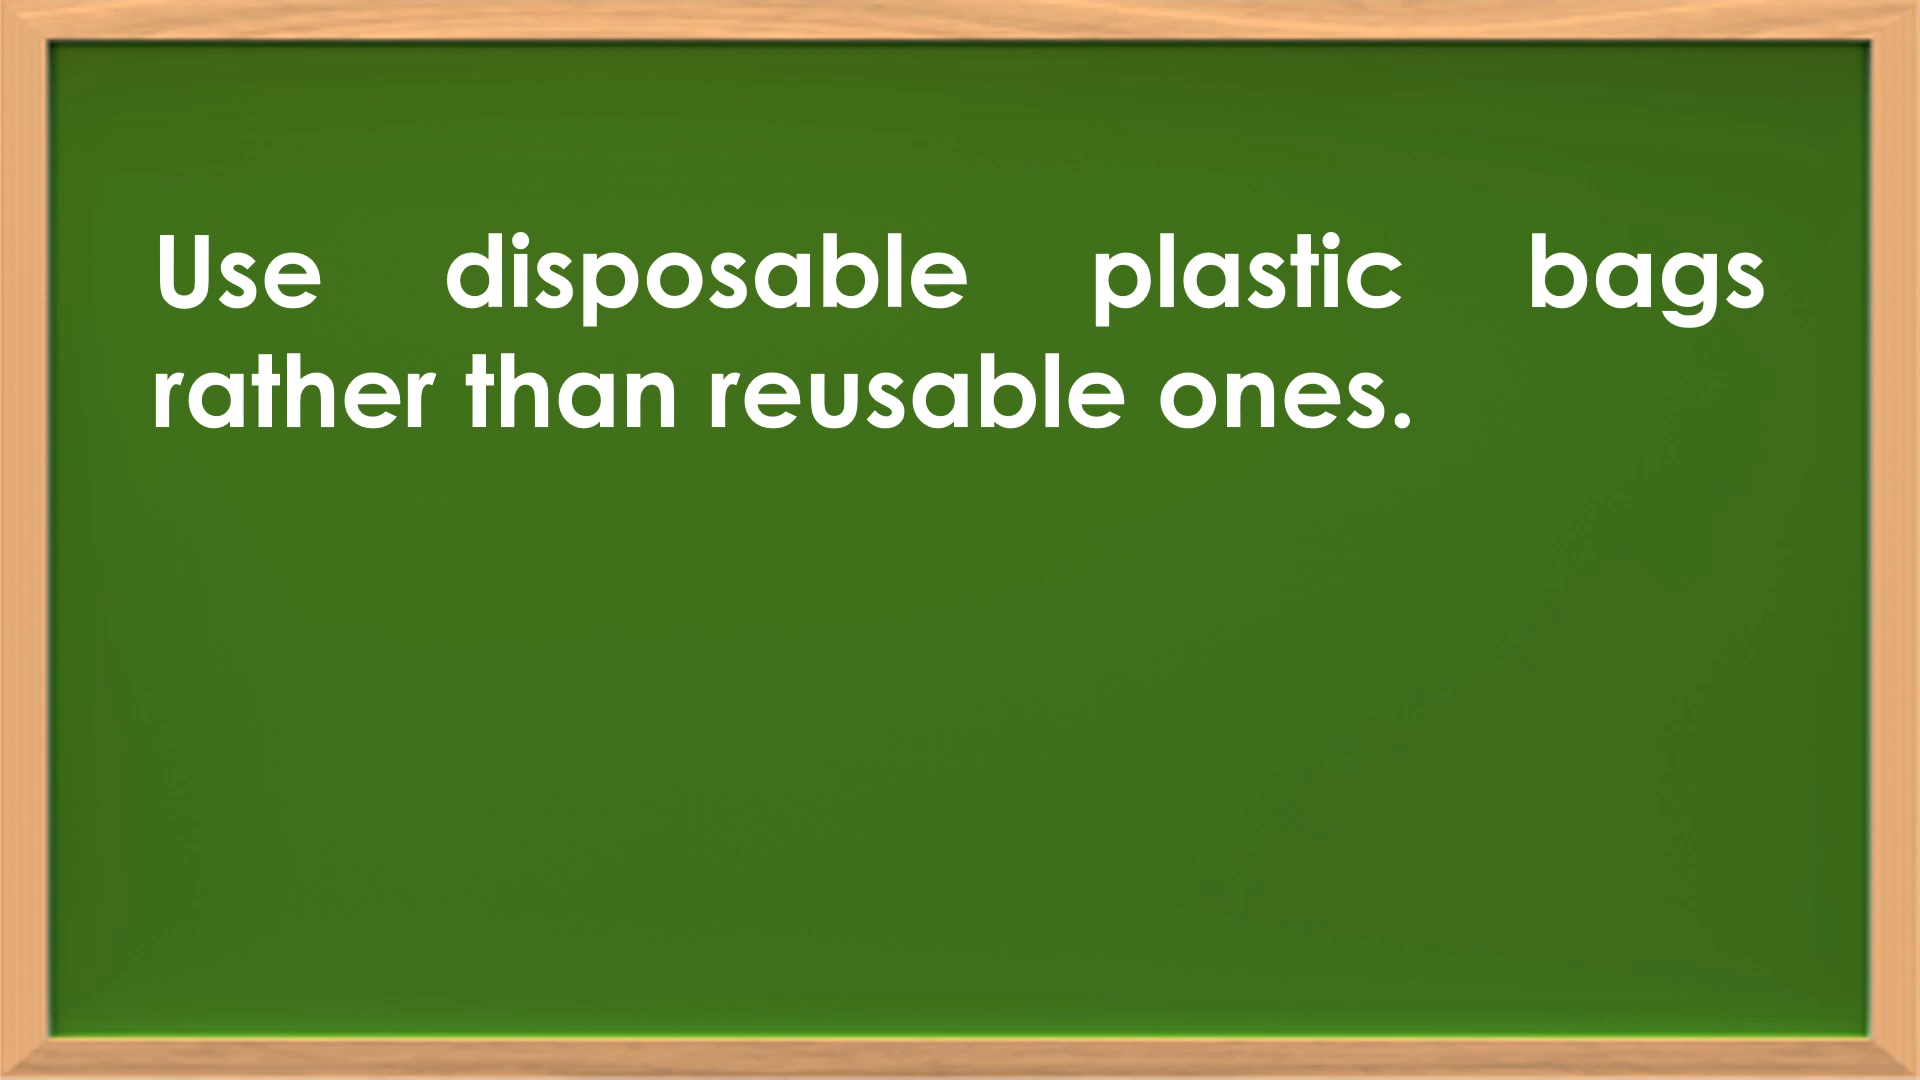 Use disposable plastic bags
rather than reusable ones.